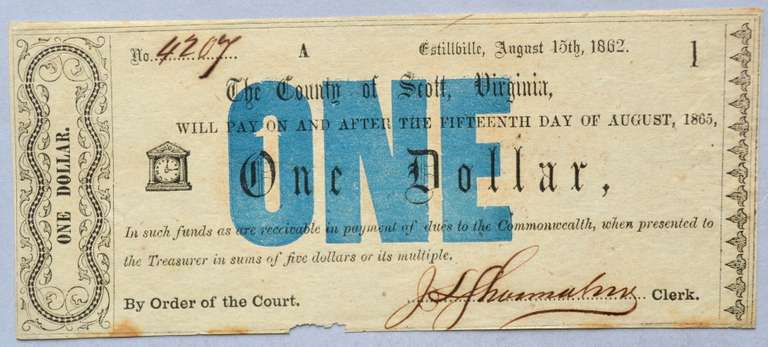 No. 4207 A Estillville, August 15th, 1862. 1
The County of Scott, Virginia,
WILL PAY ON AND AFTER THE FIFTEENTH DAY OF AUGUST, 1865,
One Dollar,
ONE
In such funds as are receivable in payment of dues to the Commonwealth, when presented to
the Treasurer in sums of five dollars or its multiple.
By Order of the Court. Clerk.
ONE DOLLAR.